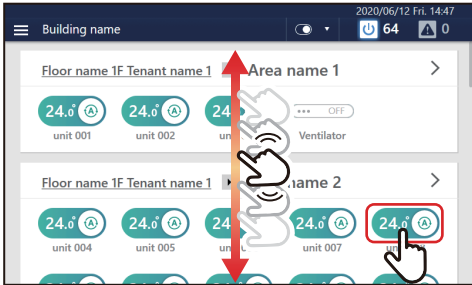 2020/06/12 Fri. 14:47
Building name 64 0
Floor name 1F Tenant name 1 Area name 1
24.0° A 24.0° A 24. OFF
unit 001 unit 002 Ventilator
Floor name 1F Tenant name 1 name 2
24.0° A 24.0° A 24. 24.0° A 24.0° A
unit 004 unit 005 unit 007